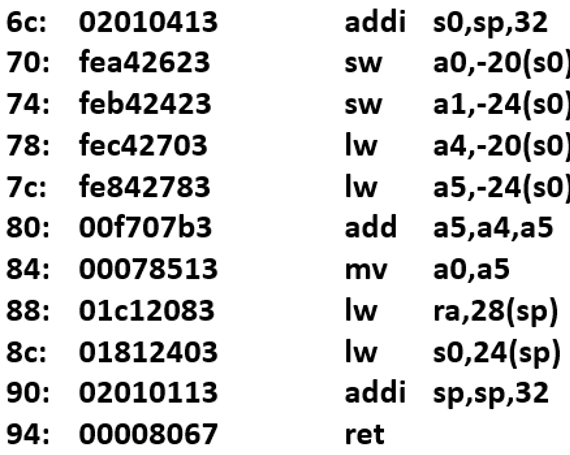 6c: 02010413 addi s0,sp,32
70: fea42623 sw a0,-20(s0)
74: feb42423 sw a1,-24(s0)
78: fec42703 lw a4,-20(s0)
7c: fe842783 lw a5,-24(s0)
80: 00f707b3 add a5,a4,a5
84: 00078513 mv a0,a5
88: 01c12083 lw ra,28(sp)
8c: 01812403 lw s0,24(sp)
90: 02010113 addi sp,sp,32
94: 00008067 ret